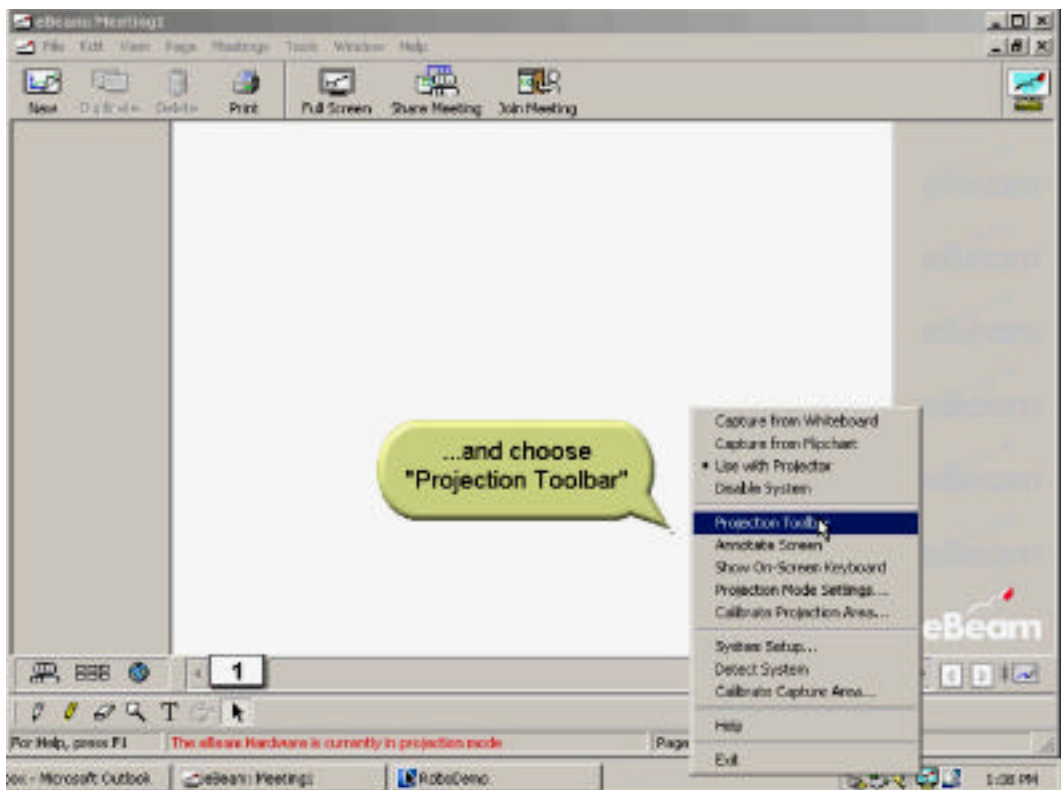 eBeam: Meeting1
File Edit View Page Meetings Tools Window Help
New Duplicate Delete Print Full Screen Share Meeting Join Meeting
...and choose
"Projection Toolbar"
Capture from Whiteboard
Capture from Flipchart
Use with Projector
Disable System
Projection Toolb
Annotate Screen
Show On-Screen Keyboard
Projection Mode Settings...
Calibrate Projection Area...
System Setup...
Detect System
Calibrate Capture Area...
Help
Exit
eBeam
1
T
For Help, press F1 The eBeam Hardware is currently in projection mode Page
box - Microsoft Outlook eBeam: Meeting1 RoboDemo 1:08 PM